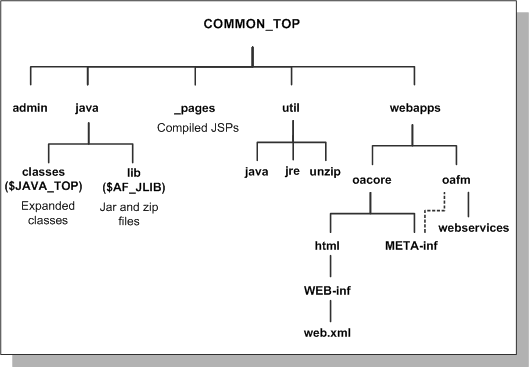 COMMON_TOP
admin
java
_pages
util
webapps
Compiled JSPs
classes
($JAVA_TOP)
lib
($AF_JLIB)
java
jre
unzip
oacore
oafm
Expanded
classes
Jar and zip
files
webservices
html
META-inf
WEB-inf
web.xml